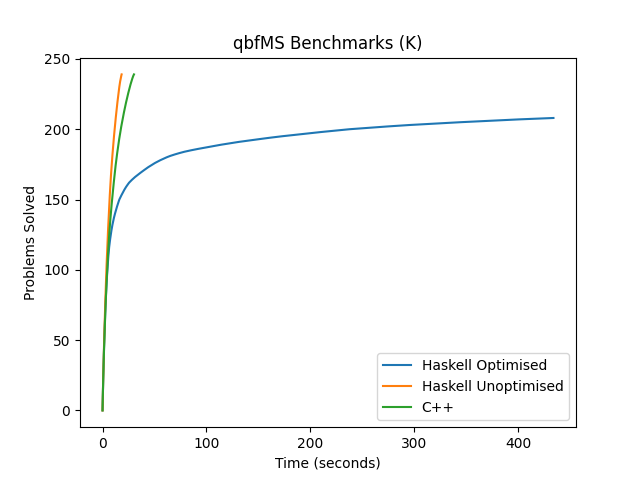 qbfMS Benchmarks (K)
Problems Solved
250
200
150
100
50
0
0 100 200 300 400
Time (seconds)
Haskell Optimised
Haskell Unoptimised
C++